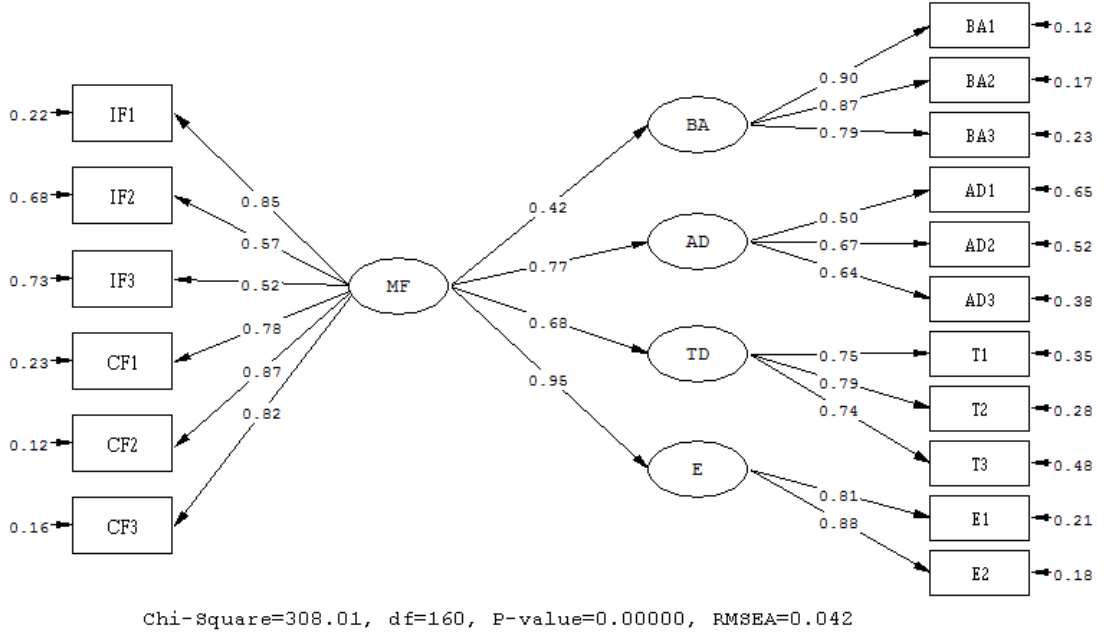 BA1 0.12
0.90
BA2 0.17
0.87
0.22 IF1
BA
0.79
BA3 0.23
0.68 IF2
0.85
0.42
AD1 0.65
0.50
0.57
AD
0.67
AD2 0.52
0.73 IF3
0.52
MF
0.77
0.64
AD3 0.38
0.78
0.68
0.23 CF1
TD
0.75
T1 0.35
0.87
0.95
0.79
0.82
0.74
T2 0.28
0.12 CF2
E
T3 0.48
0.81
0.16 CF3
0.88
E1 0.21
E2 0.18
Chi-Square=308.01, df=160, P-value=0.00000, RMSEA=0.042